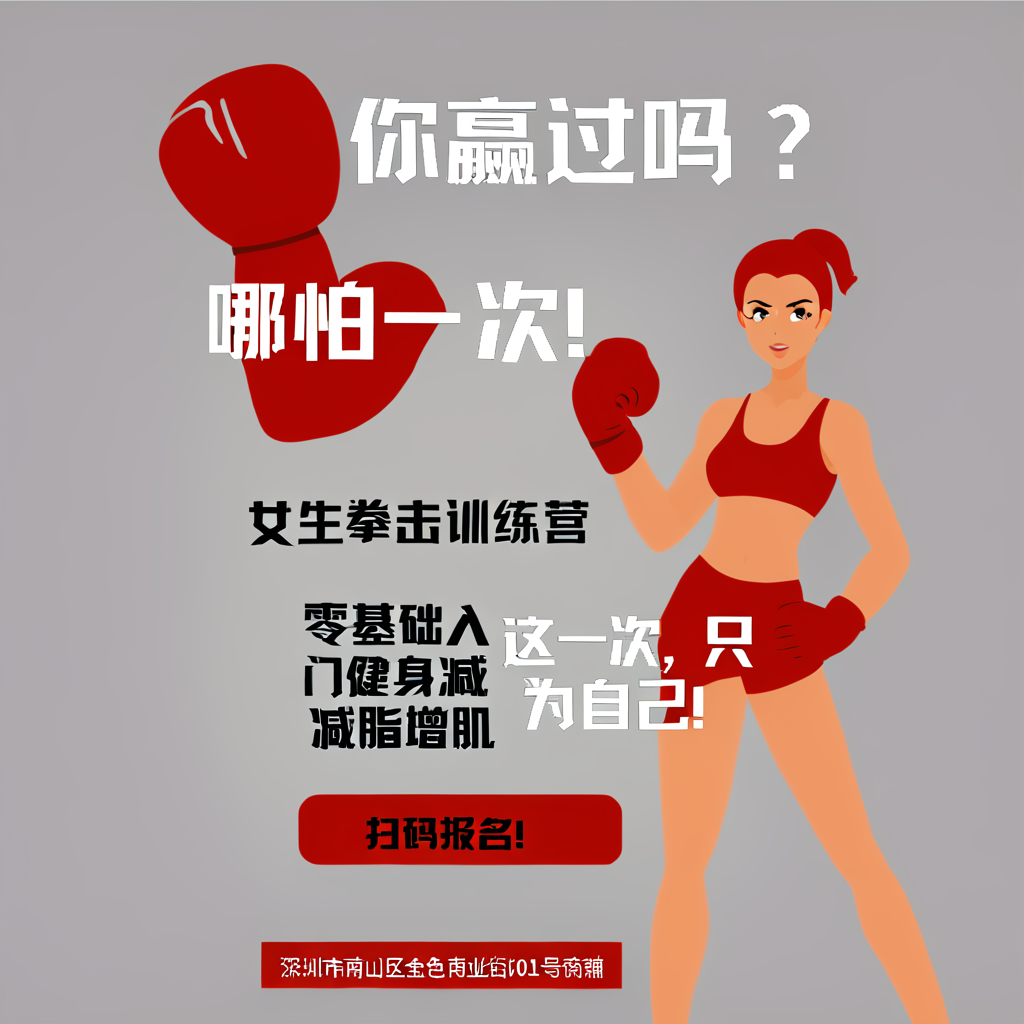 你赢过吗？
哪怕一次!
女生拳击训练营
零基础入
门健身减
减脂增肌
这一次, 只
为自己!
扫码报名!
深圳市南山区金色商业街101号商铺